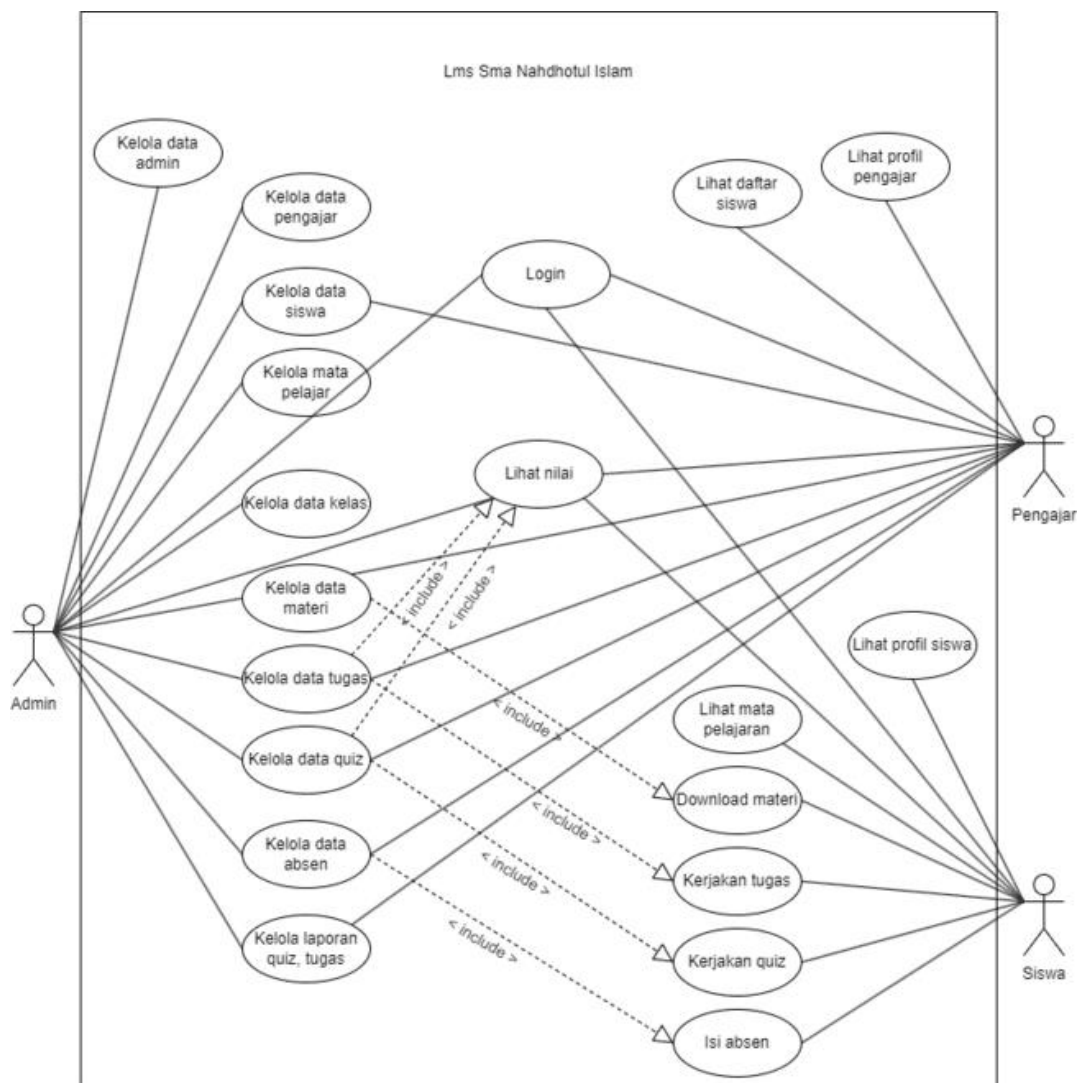 Lms Sma Nahdhotul Islam
Kelola data
admin
Lihat profil
pengajar
Kelola data
pengajar
Lihat daftar
siswa
Login
Kelola data
siswa
Kelola mata
pelajar
Lihat nilai
Kelola data kelas
Pengajar
< include >
< include >
Kelola data
materi
Lihat profil siswa
Admin
Kelola data tugas
Lihat mata
pelajaran
< include >
Kelola data quiz
Download materi
< include >
Kelola data
absen
< include >
Kerjakan tugas
Kelola laporan
quiz, tugas
< include >
Kerjakan quiz
Siswa
Isi absen